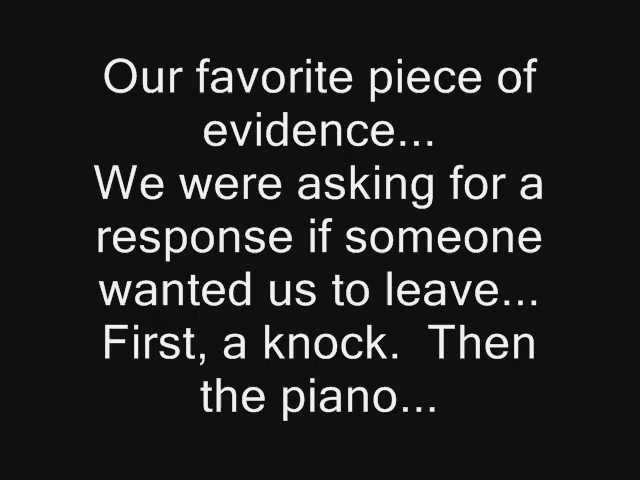 Our favorite piece of
evidence...
We were asking for a
response if someone
wanted us to leave...
First, a knock.  Then
the piano...